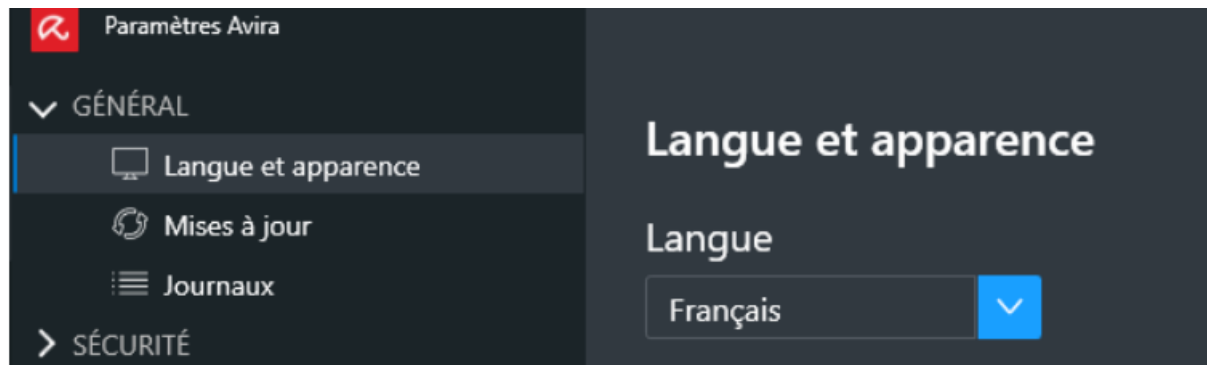 Paramètres Avira
GÉNÉRAL
Langue et apparence
Mises à jour
Journaux
SÉCURITÉ
Langue et apparence
Langue
Français